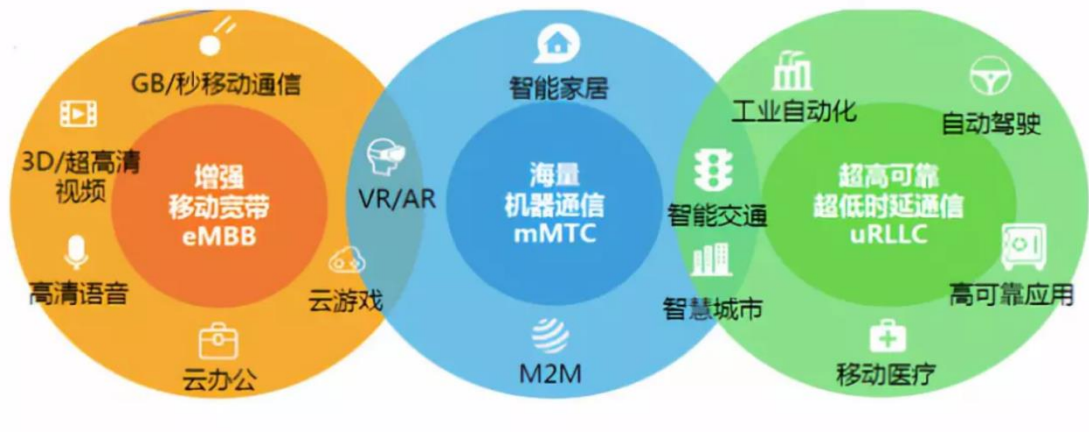 GB/秒移动通信
3D/超高清
视频
增强
移动宽带
eMBB
高清语音
云办公
云游戏
VR/AR
智能家居
海量
机器通信
mMTC
M2M
智能交通
智慧城市
工业自动化
自动驾驶
超高可靠
超低时延通信
uRLLC
高可靠应用
移动医疗